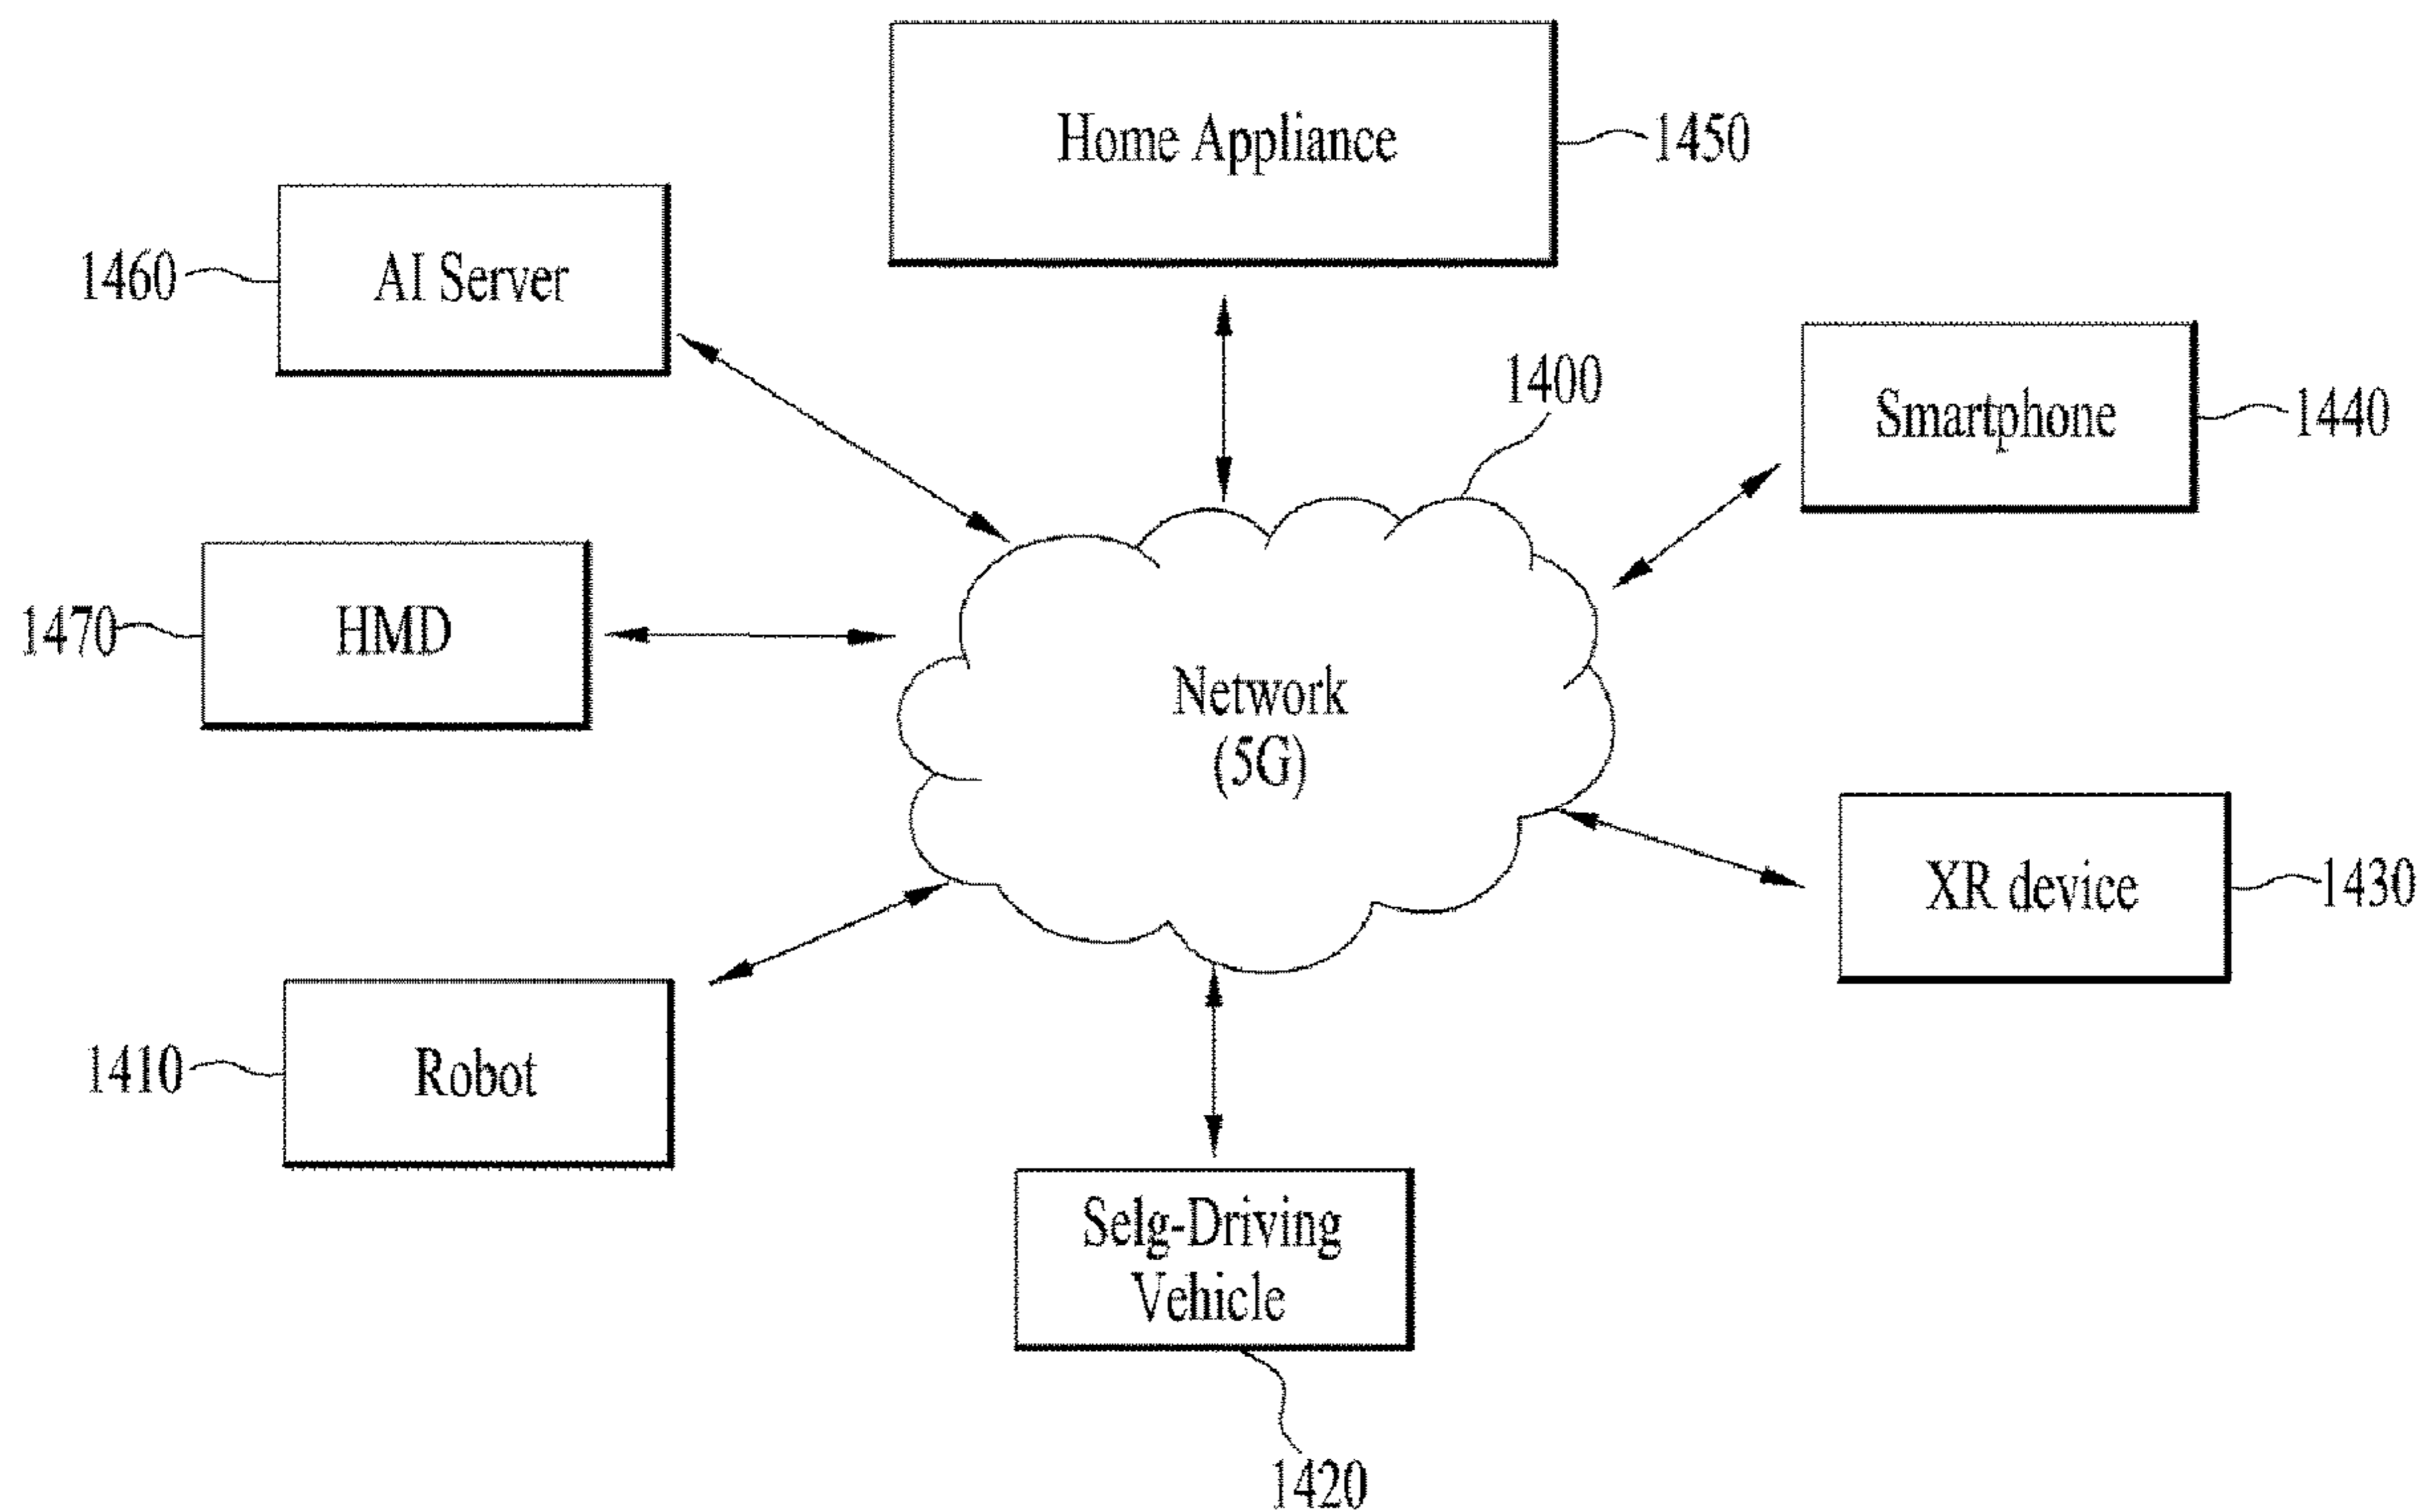 Home Appliance
1450
1460
AI Server
1400
Smartphone
1440
1470
HMD
Network
(5G)
XR device
1430
1410
Robot
Selg-Driving
Vehicle
1420